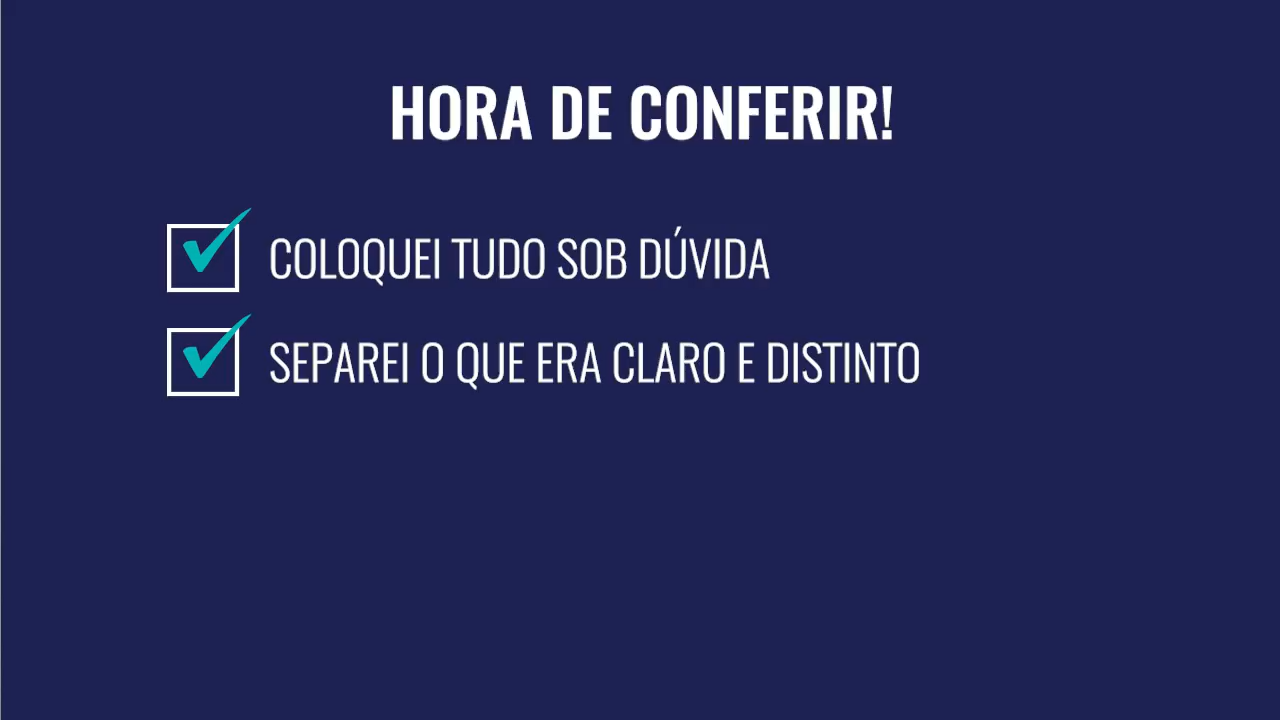 HORA DE CONFERIR!
COLOQUEI TUDO SOB DÚVIDA
SEPAREI O QUE ERA CLARO E DISTINTO